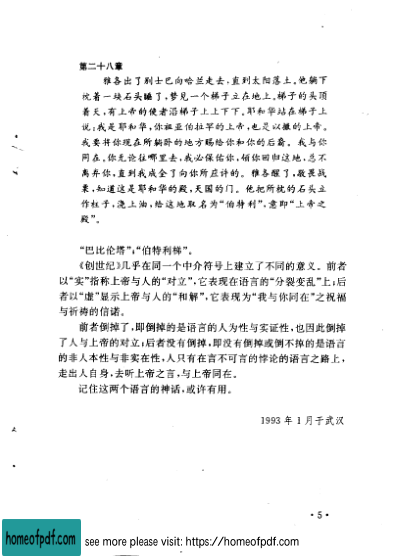 第二十八章
雅各出了别士巴向哈兰走去，直到太阳落土。他躺下
枕着一块石头睡了，梦见一个梯子立在地上。梯子的头顶
着天，有上帝的使者沿梯子上上下下。耶和华站在梯子上
说：我是耶和华，你祖亚伯拉罕的上帝，也是以撒的上帝。
我要将你现在所躺卧的地方赐给你和你的后裔。我与你
同在。你无论往哪里去，我必保佑你，领你回归这地，总不
离弃你，直到我成全了向你所应许的。雅各醒了，敬畏战
栗，知道这是耶和华的殿，天国的门。他把所枕的石头立
作柱子，浇上油，给这地取名为“伯特利”，意即“上帝之
殿”。
“巴比伦塔”；“伯特利梯”。
《创世纪》几乎在同一个中介符号上建立了不同的意义。前者
以“实”指称上帝与人的“对立”，它表现在语言的“分裂变乱”上；后
者以“虚”显示上帝与人的“和解”，它表现为“我与你同在”之祝福
与祈祷的信诺。
前者倒掉了，即倒掉的是语言的人为性与实证性，也因此倒掉
了人与上帝的对立；后者没有倒掉，即没有倒掉或倒不掉的是语言
的非人本性与非实在性，人只有在言不可言的悖论的语言之路上，
走出人自身，去听上帝之言，与上帝同在。
记住这两个语言的神话，或许有用。
1993 年 1 月于武汉
·5·
homeofpdf.com
see more please visit: https://homeofpdf.com